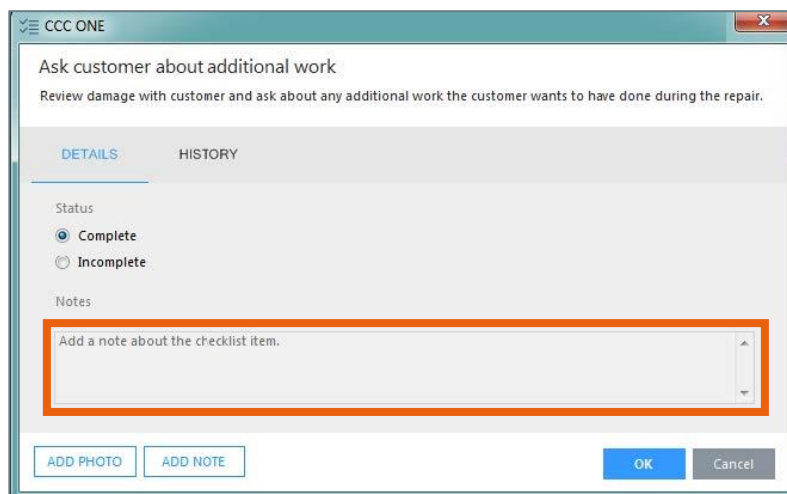 CCC ONE
Ask customer about additional work
Review damage with customer and ask about any additional work the customer wants to have done during the repair.
DETAILS HISTORY
Status
Complete
Incomplete
Notes
Add a note about the checklist item.
ADD PHOTO ADD NOTE OK Cancel